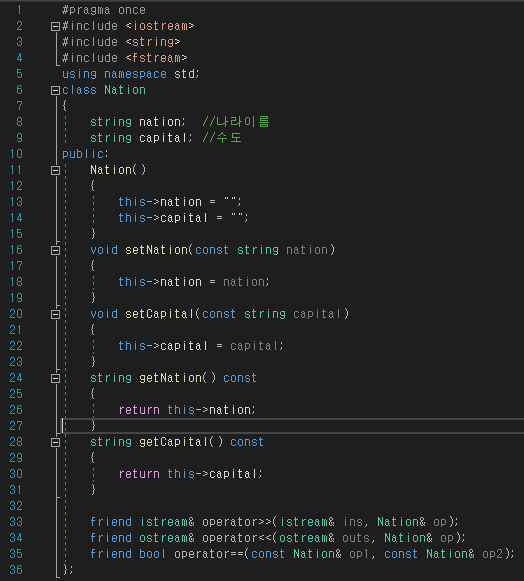 1 #pragma once
2 #include <iostream>
3 #include <string>
4 #include <fstream>
5 using namespace std;
6 class Nation
7 {
8 string nation; //나라이름
9 string capital; //수도
10 public:
11 Nation()
12 {
13 this->nation = "";
14 this->capital = "";
15 }
16 void setNation(const string nation)
17 {
18 this->nation = nation;
19 }
20 void setCapital(const string capital)
21 {
22 this->capital = capital;
23 }
24 string getNation() const
25 {
26 return this->nation;
27 }
28 string getCapital() const
29 {
30 return this->capital;
31 }
32
33 friend istream& operator>>(istream& ins, Nation& op);
34 friend ostream& operator<<(ostream& outs, Nation& op);
35 friend bool operator==(const Nation& op1, const Nation& op2);
36 };